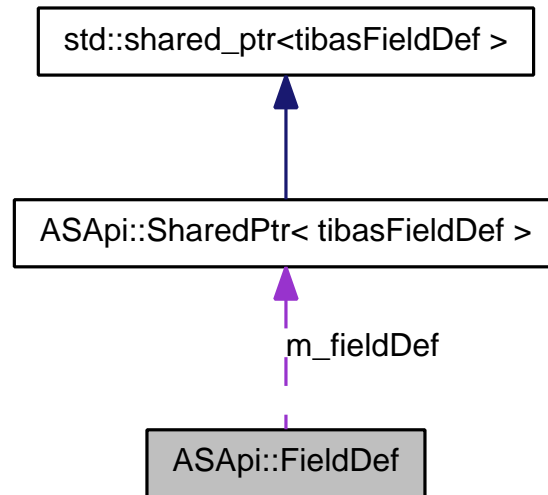 std::shared_ptr<tibasFieldDef >
ASApi::SharedPtr< tibasFieldDef >
m_fieldDef
ASApi::FieldDef